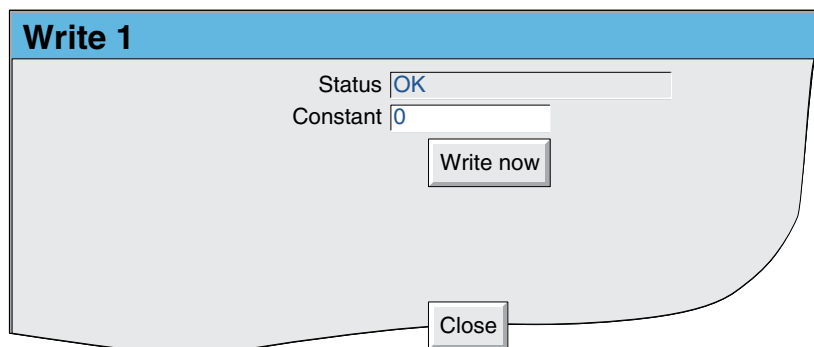 Write 1
Status OK
Constant 0
Write now
Close